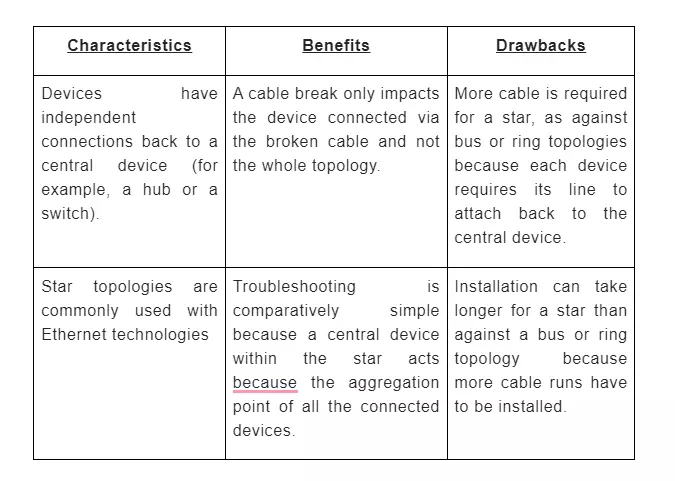 Characteristics
Benefits
Drawbacks
Devices have
independent
connections back to a
central device (for
example, a hub or a
switch).
A cable break only impacts
the device connected via
the broken cable and not
the whole topology.
More cable is required
for a star, as against
bus or ring topologies
because each device
requires its line to
attach back to the
central device.
Star topologies are
commonly used with
Ethernet technologies
Troubleshooting is
comparatively simple
because a central device
within the star acts
because the aggregation
point of all the connected
devices.
Installation can take
longer for a star than
against a bus or ring
topology because
more cable runs have
to be installed.